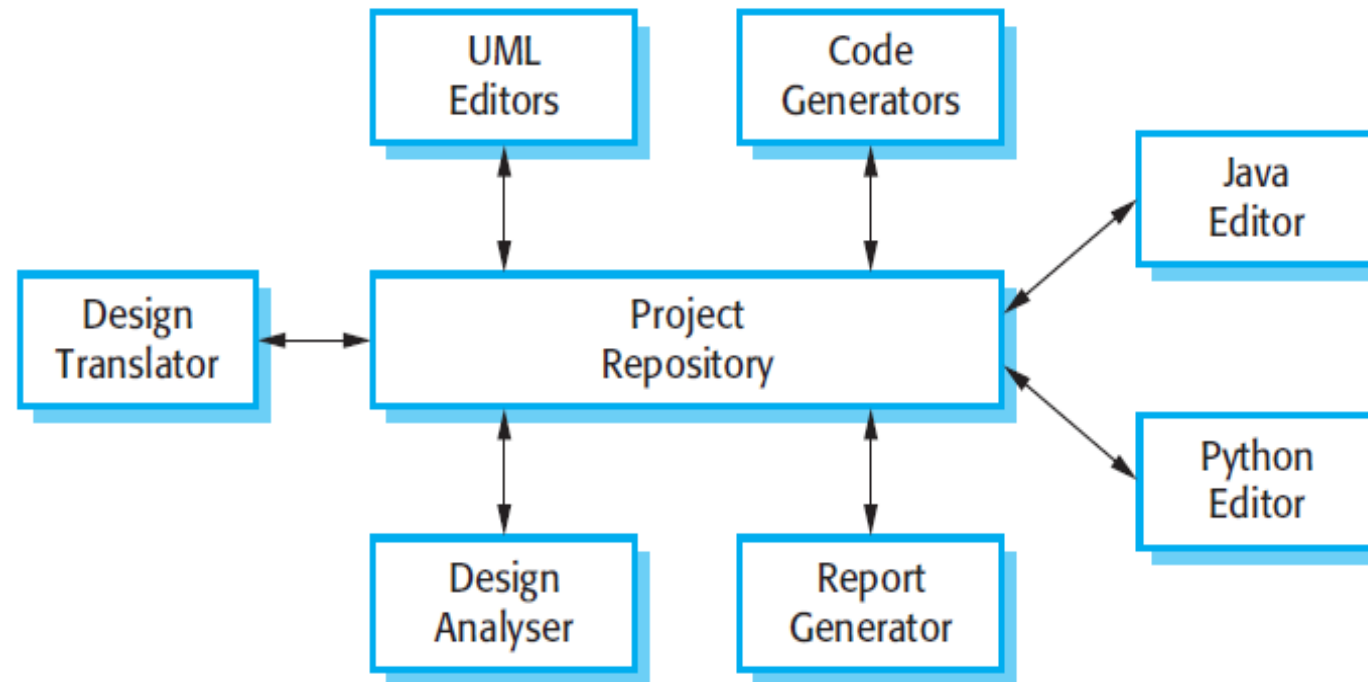 UML
Editors
Code
Generators
Java
Editor
Design
Translator
Project
Repository
Python
Editor
Design
Analyser
Report
Generator